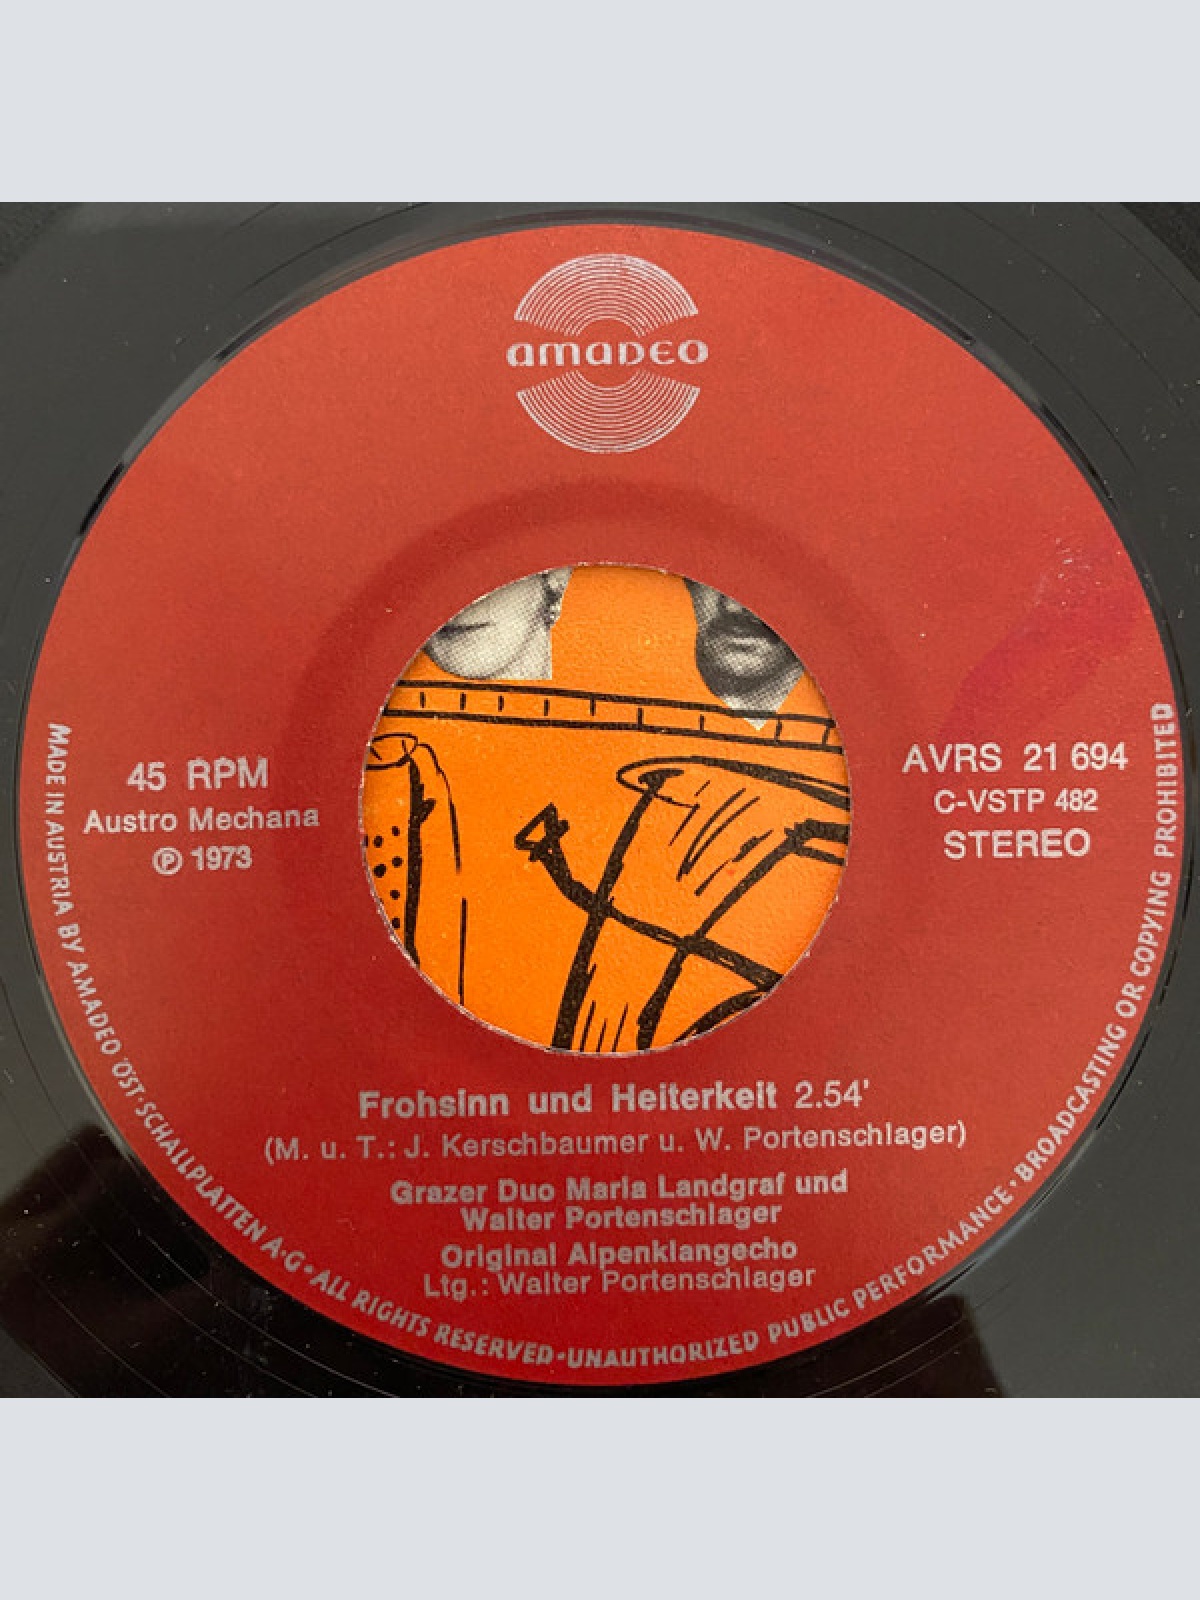 AMADEO
45 RPM
Austro Mechana
Ⓟ 1973
AVRS 21 694
C-VSTP 482
STEREO
Frohsinn und Heiterkeit 2.54'
(M. u. T.: J. Kerschbaumer u. W. Portenschlager)
Grazer Duo Maria Landgraf und
Walter Portenschlager
Original Alpenklangecho
Ltg.: Walter Portenschlager
MADE IN AUSTRIA BY AMADEO ÖST. SCHALLPLATTEN A·G • ALL RIGHTS RESERVED • UNAUTHORIZED PUBLIC PERFORMANCE • BROADCASTING OR COPYING PROHIBITED